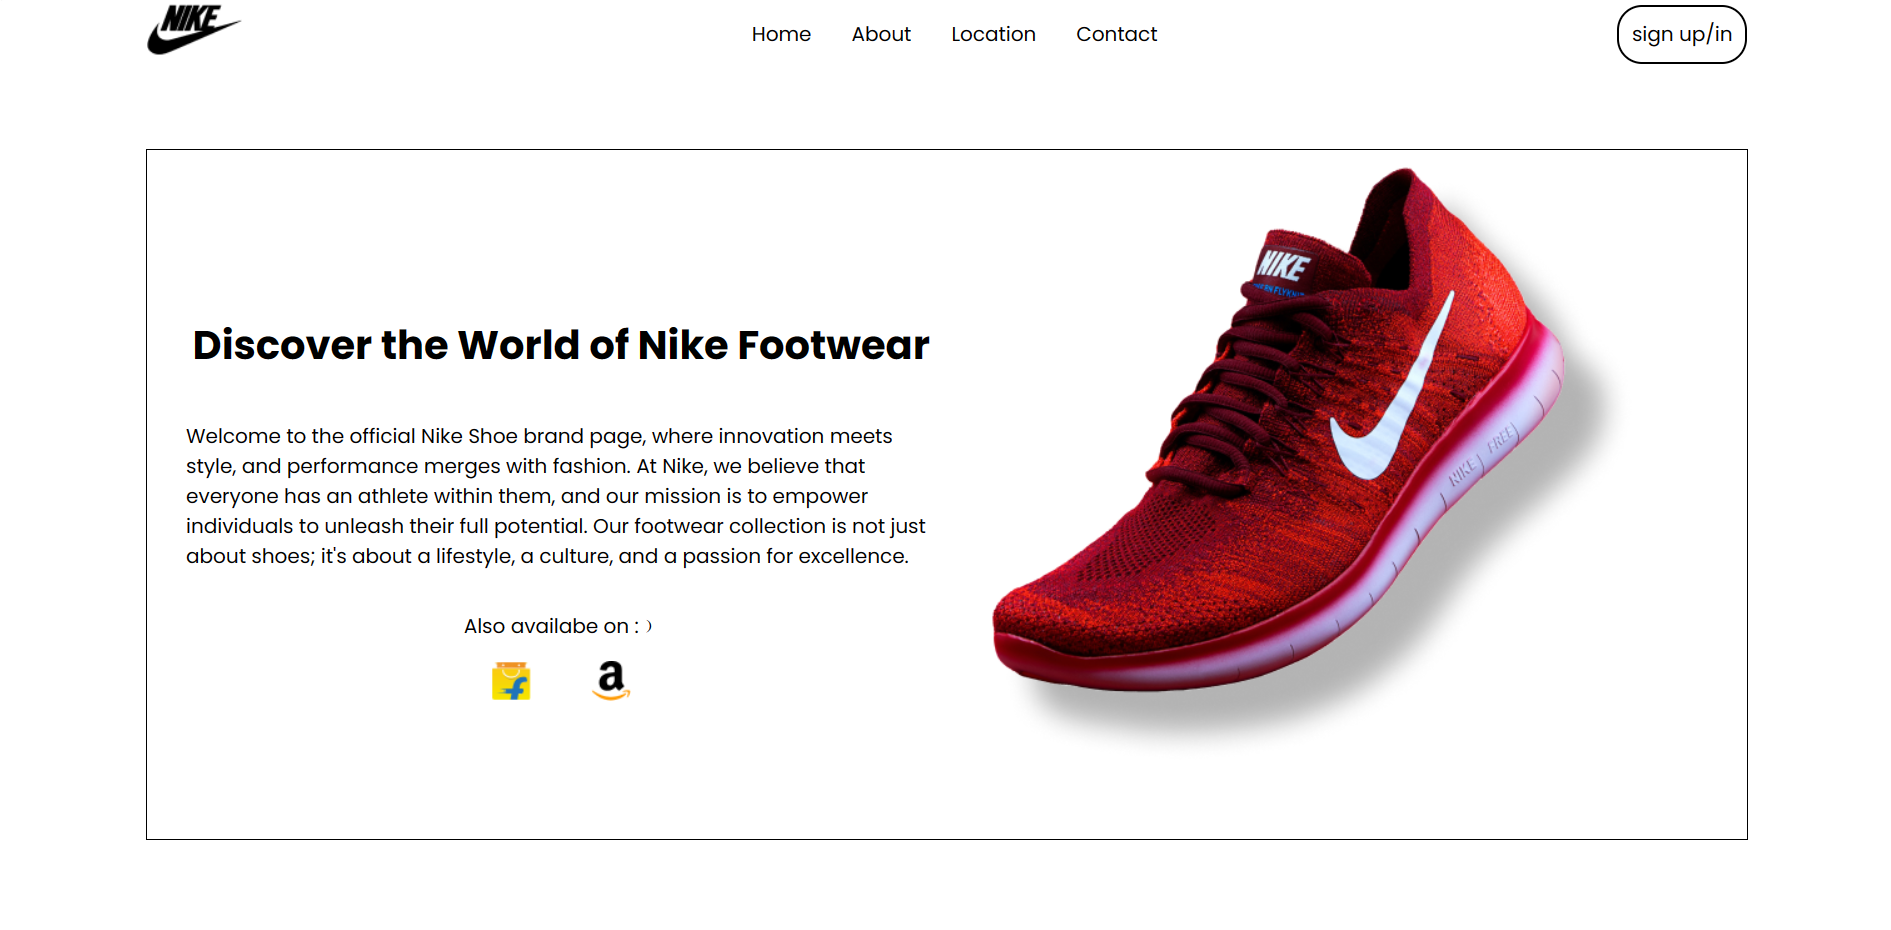 NIKE
Home About Location Contact
sign up/in
NIKE
Discover the World of Nike Footwear
Welcome to the official Nike Shoe brand page, where innovation meets
style, and performance merges with fashion. At Nike, we believe that
everyone has an athlete within them, and our mission is to empower
individuals to unleash their full potential. Our footwear collection is not just
about shoes; it's about a lifestyle, a culture, and a passion for excellence.
NIKE FREE
Also availabe on : )
f
a